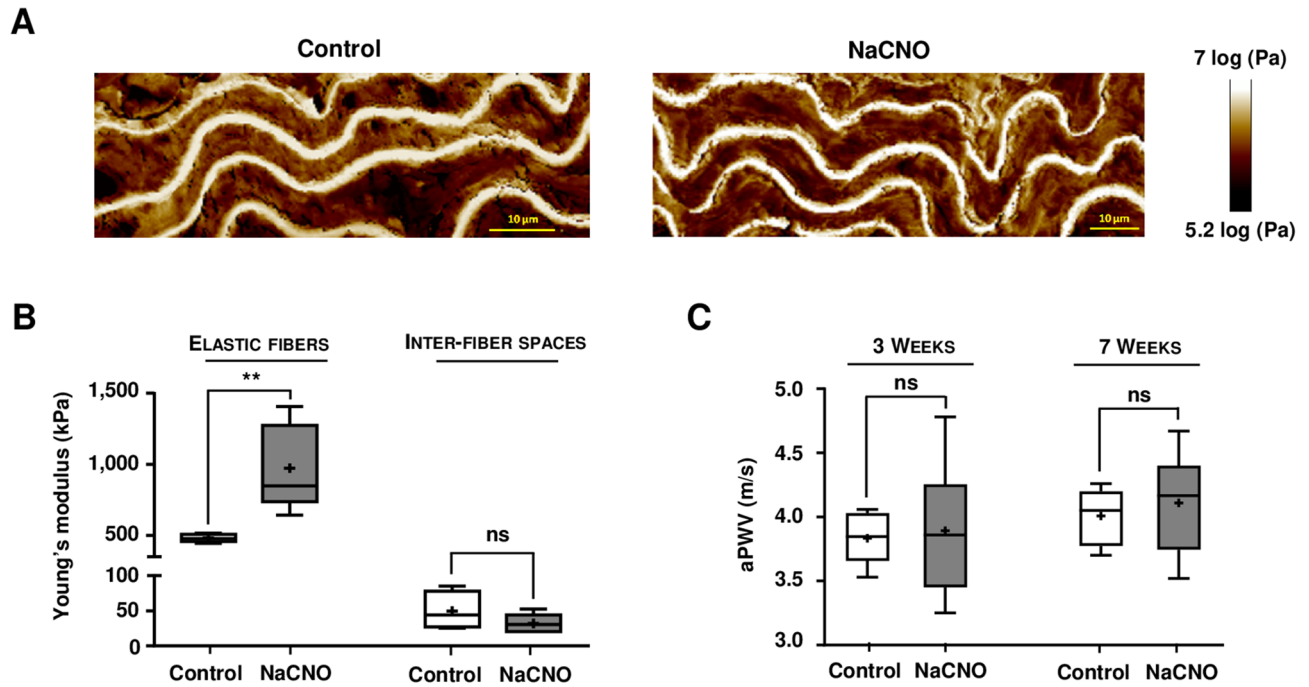 A
Control
NaCNO
7 log (Pa)
10 µm
10 µm
5.2 log (Pa)
B
ELASTIC FIBERS
INTER-FIBER SPACES
**
ns
Young's modulus (kPa)
1,500
1,000
500
100
50
0
Control
NaCNO
Control
NaCNO
C
3 WEEKS
7 WEEKS
ns
ns
aPWV (m/s)
5.0
4.5
4.0
3.5
3.0
Control
NaCNO
Control
NaCNO